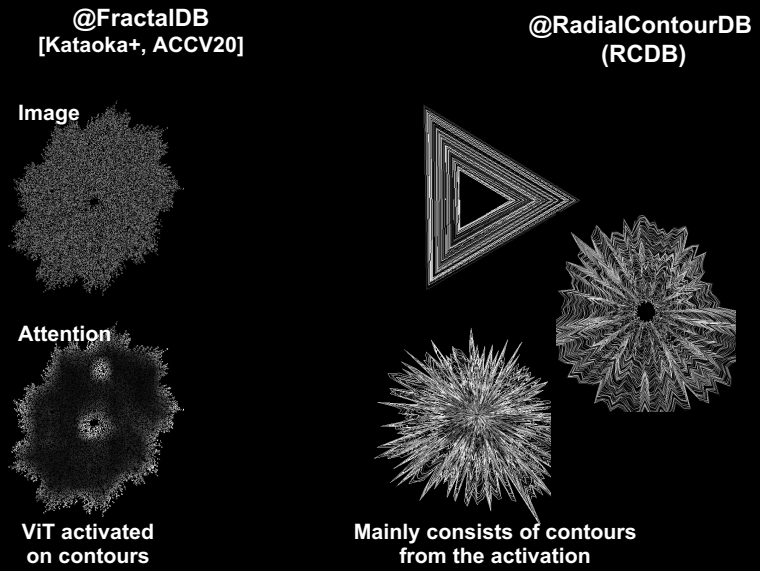 @FractalDB
[Kataoka+, ACCV20]
@RadialContourDB
(RCDB)
Image
Attention
ViT activated
on contours
Mainly consists of contours
from the activation